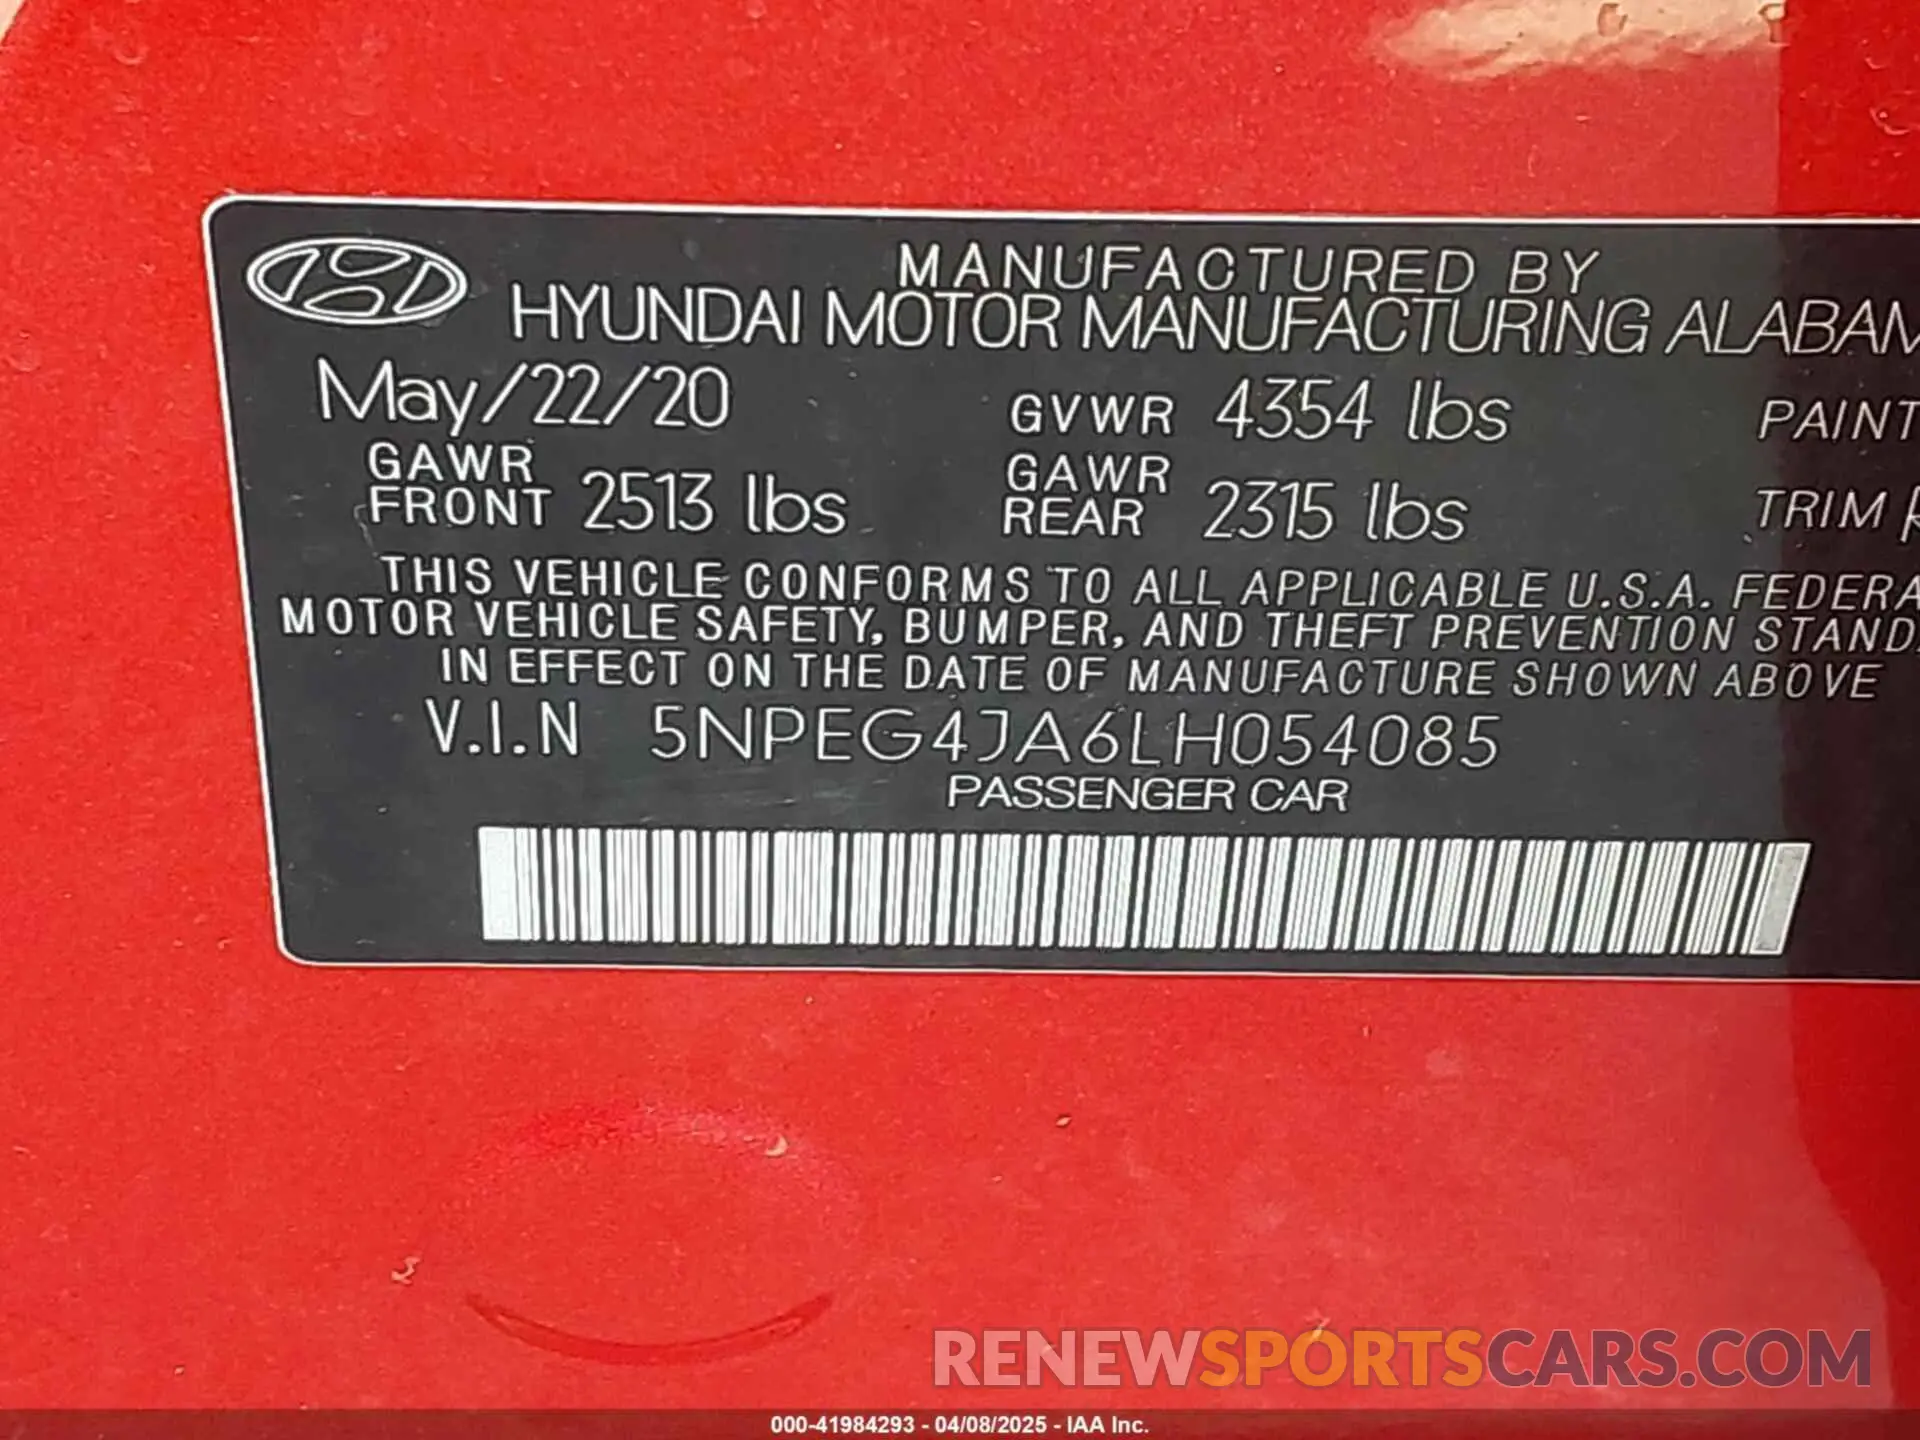 MANUFACTURED BY
HYUNDAI MOTOR MANUFACTURING ALABAM
May/22/20 GVWR 4354 lbs PAINT
GAWR FRONT 2513 lbs GAWR REAR 2315 lbs TRIM
THIS VEHICLE CONFORMS TO ALL APPLICABLE U.S.A. FEDERA
MOTOR VEHICLE SAFETY, BUMPER, AND THEFT PREVENTION STAND
IN EFFECT ON THE DATE OF MANUFACTURE SHOWN ABOVE
V.I.N 5NPEG4JA6LH054085
PASSENGER CAR
RENEWSPORTSCARS.COM
000-41984293 - 04/08/2025 - IAA Inc.